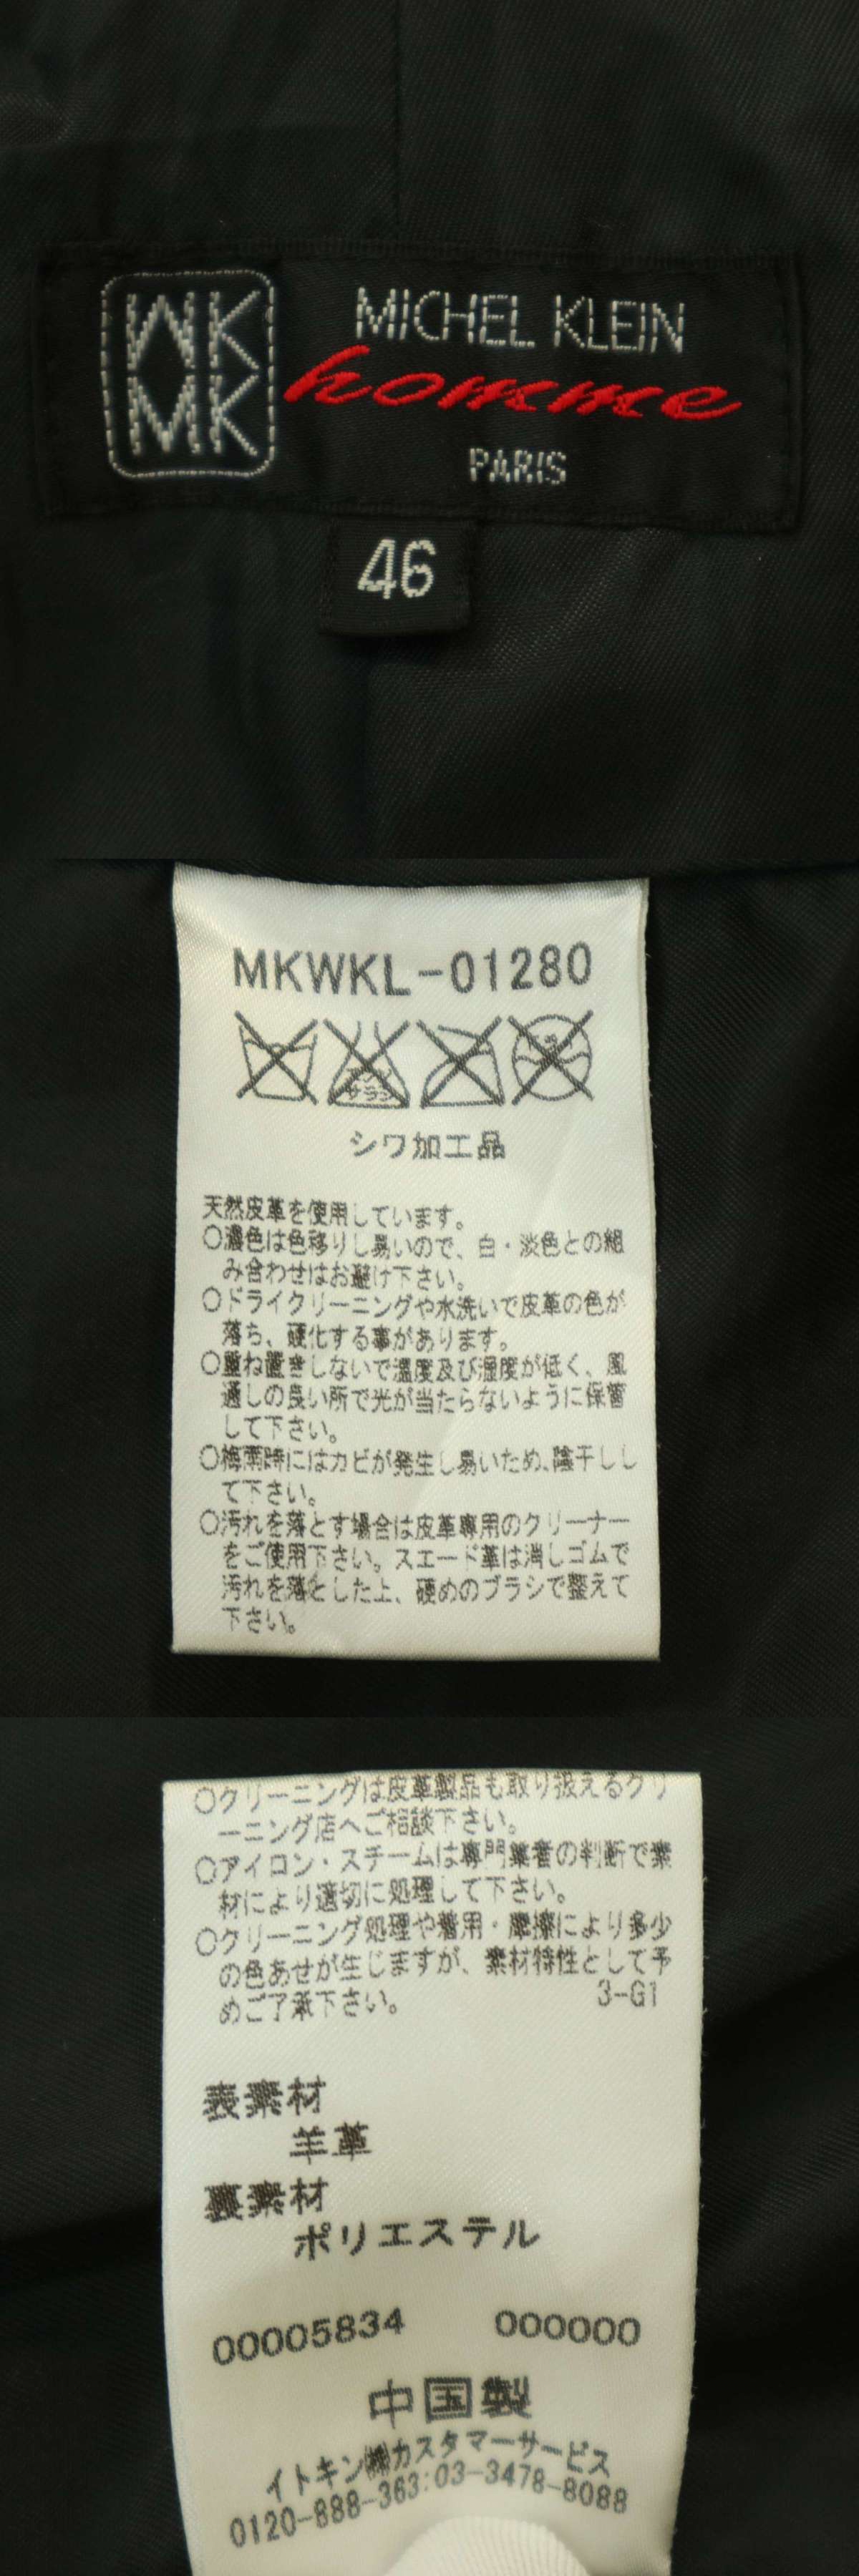 MICHEL KLEIN
homme
PARIS
MK
46
MKWKL-01280
シワ加工品
天然皮革を使用しています。
○濃色は色移りし易いので、白・淡色との組
み合わせはお避け下さい。
○ドライクリーニングや水洗いで皮革の色が
落ち、硬化する事があります。
○重ね置きしないで温度及び湿度が低く、風
通しの良い所で光が当たらないように保管
して下さい。
○梅雨時にはカビが発生し易いため、陰干しし
て下さい。
○汚れを落とす場合は皮革専用のクリーナー
をご使用下さい。スエード革は消しゴムで
汚れを落とした上、硬めのブラシで整えて
下さい。
○クリーニングは皮革製品も取り扱えるクリ
ーニング店へご相談下さい。
○アイロン・スチームは専門業者の判断で素
材により適切に処理して下さい。
○クリーニング処理や着用・摩擦により多少
の色あせが生じますが、素材特性として予
めご了承下さい。 3-G1
表素材
羊革
裏素材
ポリエステル
00005834 000000
中国製
イトキン㈱カスタマーサービス
0120-888-363:03-3478-8088